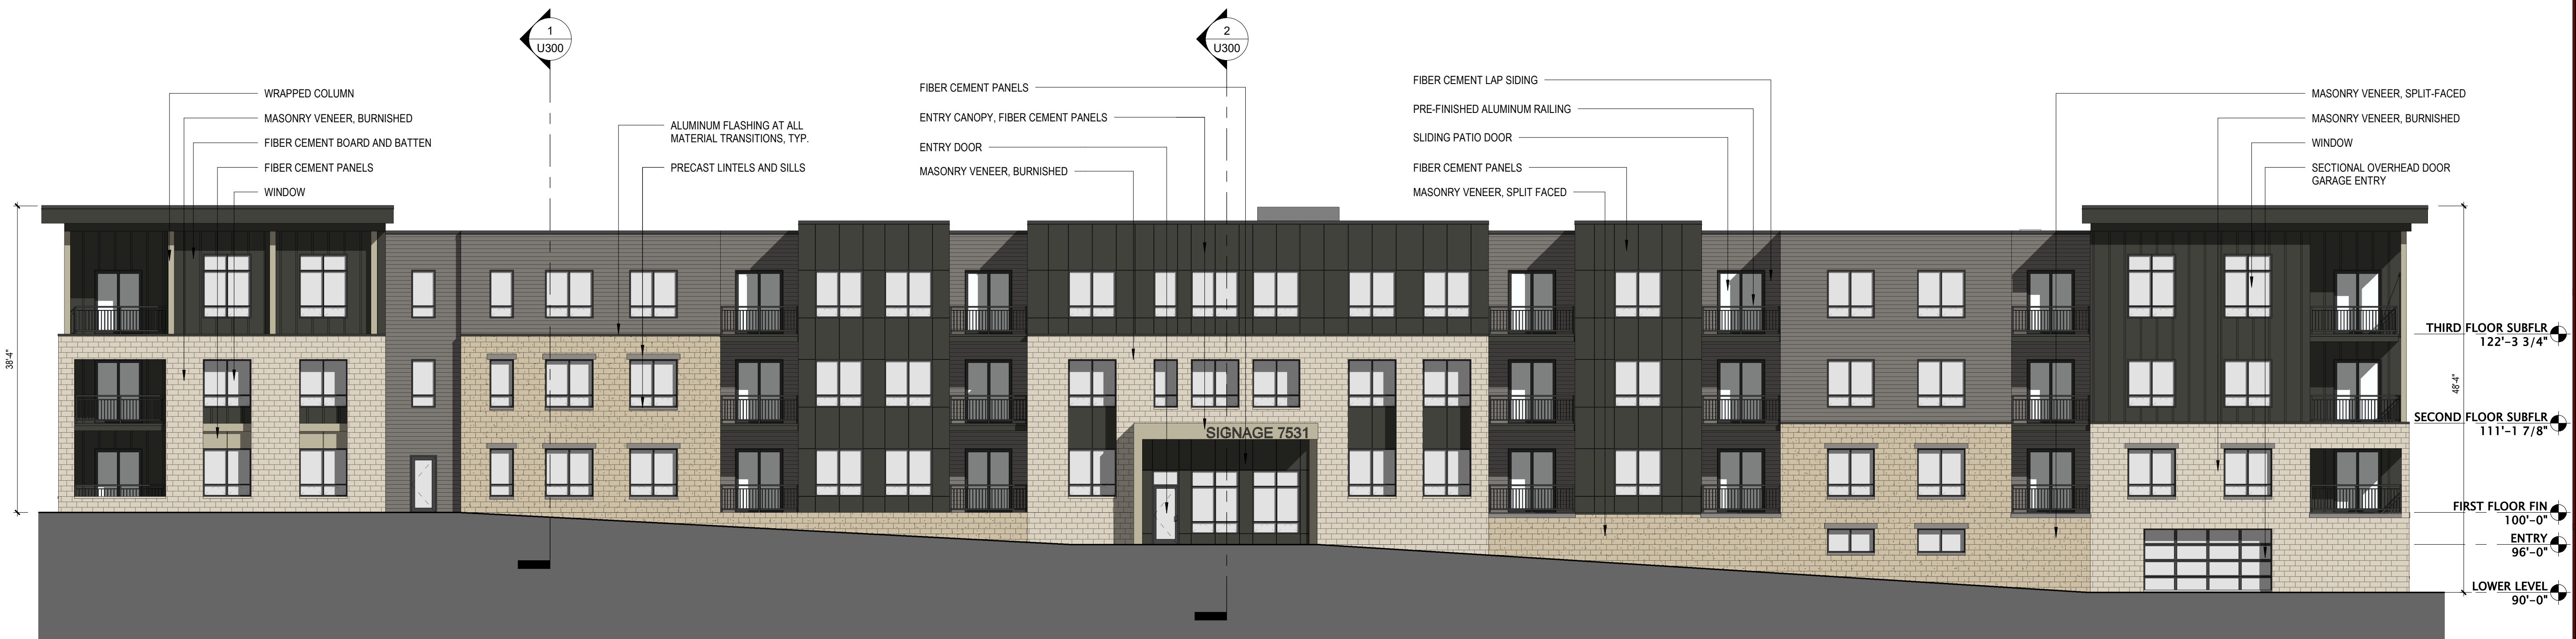 1
U300
2
U300
WRAPPED COLUMN
MASONRY VENEER, BURNISHED
FIBER CEMENT BOARD AND BATTEN
FIBER CEMENT PANELS
WINDOW
ALUMINUM FLASHING AT ALL
MATERIAL TRANSITIONS, TYP.
PRECAST LINTELS AND SILLS
FIBER CEMENT PANELS
ENTRY CANOPY, FIBER CEMENT PANELS
ENTRY DOOR
MASONRY VENEER, BURNISHED
FIBER CEMENT LAP SIDING
PRE-FINISHED ALUMINUM RAILING
SLIDING PATIO DOOR
FIBER CEMENT PANELS
MASONRY VENEER, SPLIT FACED
MASONRY VENEER, SPLIT-FACED
MASONRY VENEER, BURNISHED
WINDOW
SECTIONAL OVERHEAD DOOR
GARAGE ENTRY
38'4"
SIGNAGE 7531
48'4"
THIRD FLOOR SUBFLR
122'-3 3/4"
SECOND FLOOR SUBFLR
111'-1 7/8"
FIRST FLOOR FIN
100'-0"
ENTRY
96'-0"
LOWER LEVEL
90'-0"